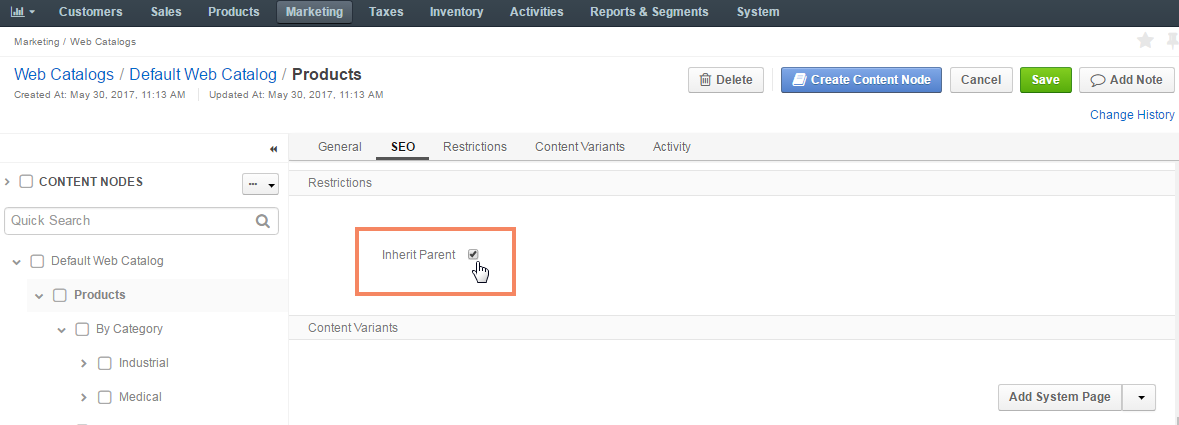 Customers Sales Products Marketing Taxes Inventory Activities Reports & Segments System
Marketing / Web Catalogs
Web Catalogs / Default Web Catalog / Products
Delete Create Content Node Cancel Save Add Note
Created At: May 30, 2017, 11:13 AM Updated At: May 30, 2017, 11:13 AM
Change History
General SEO Restrictions Content Variants Activity
CONTENT NODES ...
Restrictions
Quick Search
Inherit Parent
Default Web Catalog
Products
By Category
Content Variants
Industrial
Medical
Add System Page